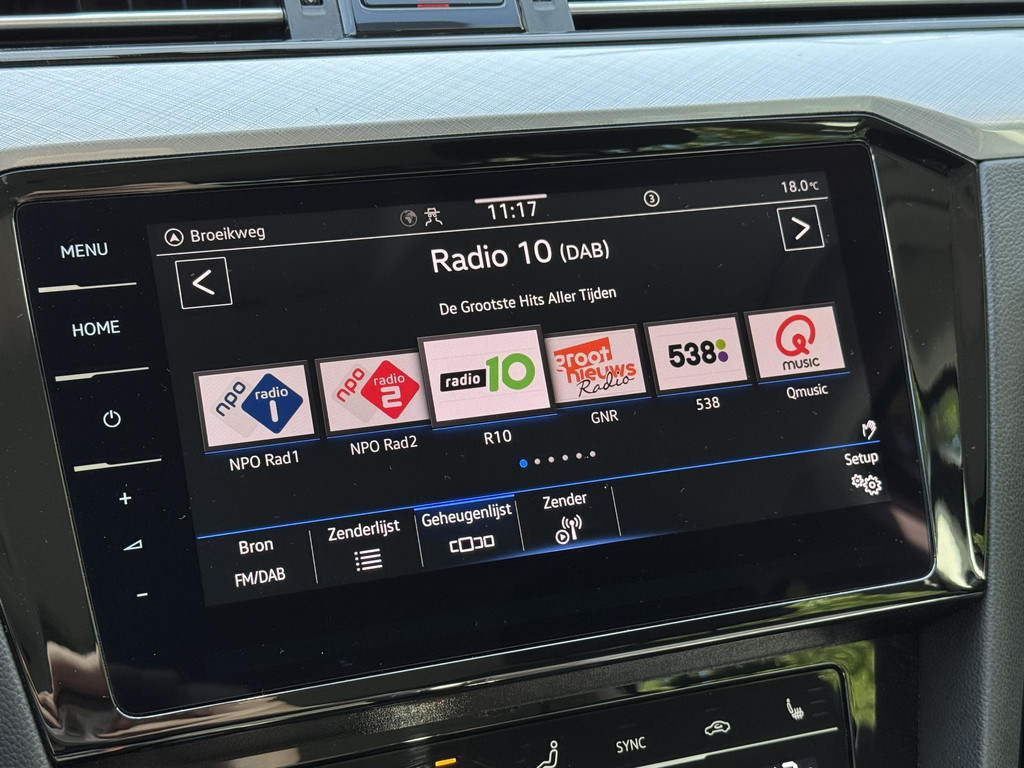 MENU
HOME
+
-
Broeikweg
11:17
3
18.0°C
<
Radio 10 (DAB)
>
De Grootste Hits Aller Tijden
npo radio 1
npo radio 2
radio 10
groot nieuws Radio
538
Q MUSIC
NPO Rad1
NPO Rad2
R10
GNR
538
Qmusic
Bron
FM/DAB
Zenderlijst
Geheugenlijst
Zender
Setup
SYNC